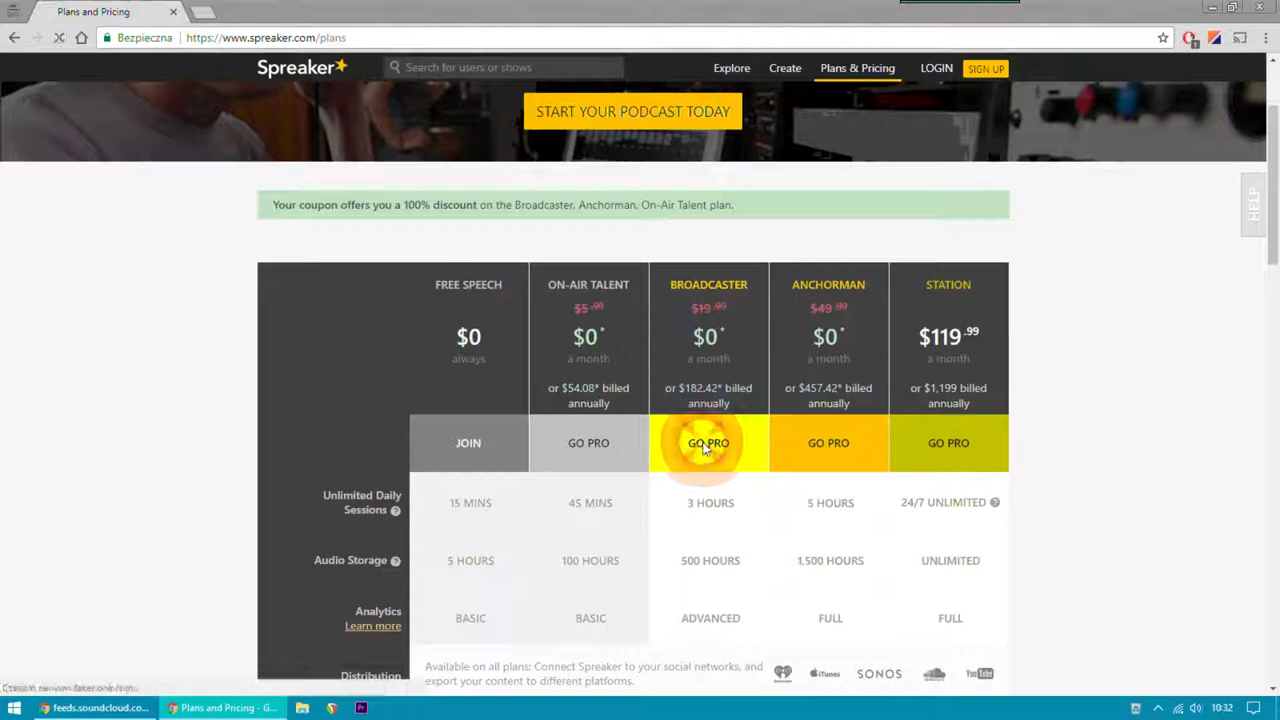 Plans and Pricing
Bezpieczna https://www.spreaker.com/plans
Spreaker
Search for users or shows
Explore Create Plans & Pricing LOGIN SIGN UP
START YOUR PODCAST TODAY
HELP
Your coupon offers you a 100% discount on the Broadcaster, Anchorman, On-Air Talent plan.
FREE SPEECH ON-AIR TALENT BROADCASTER ANCHORMAN STATION
$5.99 $19.99 $49.99
$0 $0* $0* $0* $119.99
always a month a month a month a month
or $54.08* billed or $182.42* billed or $457.42* billed or $1,199 billed
annually annually annually annually
JOIN GO PRO GO PRO GO PRO GO PRO
Unlimited Daily
Sessions ? 15 MINS 45 MINS 3 HOURS 5 HOURS 24/7 UNLIMITED ?
Audio Storage ? 5 HOURS 100 HOURS 500 HOURS 1,500 HOURS UNLIMITED
Analytics
Learn more BASIC BASIC ADVANCED FULL FULL
Distribution
Available on all plans: Connect Spreaker to your social networks, and
export your content to different platforms.
iTunes SONOS YouTube
feeds.soundcloud.co... Plans and Pricing - G... Pr 10:32